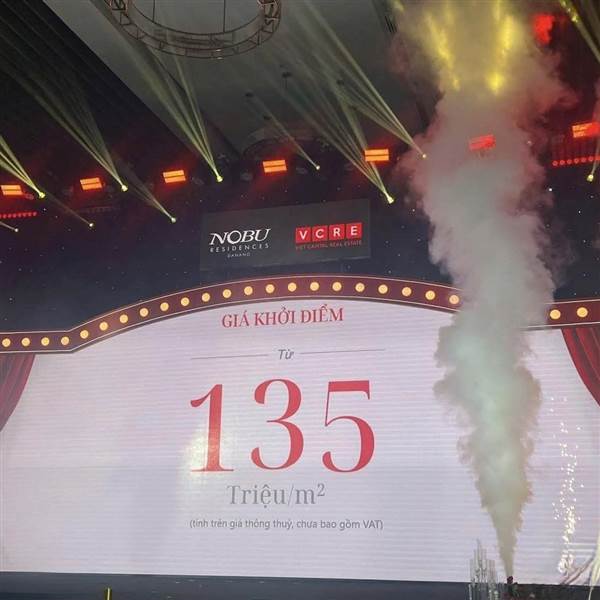 NOBU
RESIDENCES
DANANG
VCRE
VIET CAPITAL REAL ESTATE
GIÁ KHỞI ĐIỂM
Từ
135
Triệu/m²
(tính trên giá thông thuỷ, chưa bao gồm VAT)